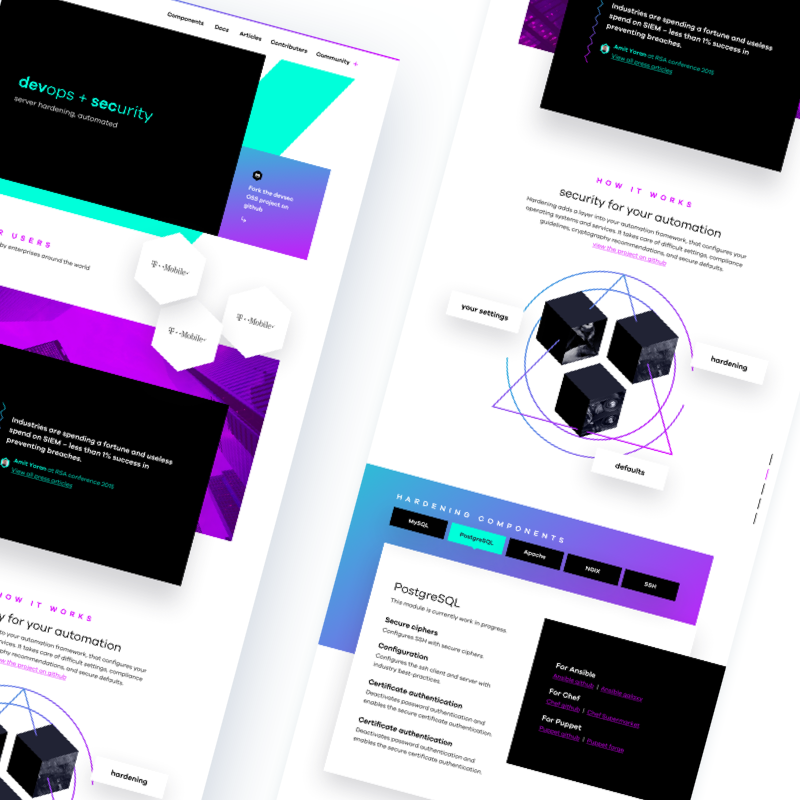 Components
Docs
Articles
Contributers
Community +
devops + security
server hardening, automated
Fork the devsec
OSS project on
github
R USERS
by enterprises around the world
T··Mobile·
T··Mobile·
T··Mobile·
Industries are spending a fortune and useless
spend on SIEM – less than 1% success in
preventing breaches.
Amit Yoran at RSA conference 2015
View all press articles
HOW IT WORKS
y for your automation
to your automation framework, that configures your
vices. It takes care of difficult settings, compliance
graphy recommendations, and secure defaults.
ew the project on github
hardening
Industries are spending a fortune and useless
spend on SIEM – less than 1% success in
preventing breaches.
Amit Yoran at RSA conference 2015
View all press articles
HOW IT WORKS
security for your automation
Hardening adds a layer into your automation framework, that configures your
operating systems and services. It takes care of difficult settings, compliance
guidelines, cryptography recommendations, and secure defaults.
view the project on github
your settings
hardening
defaults
HARDENING COMPONENTS
MySQL
PostgreSQL
Apache
NGIX
SSH
PostgreSQL
This module is currently work in progress.
Secure ciphers
Configures SSH with secure ciphers
Configuration
Configures the ssh client and server with
industry best-practices.
Certificate authentication
Deactivates password authentication and
enables the secure certificate authentication.
Certificate authentication
Deactivates password authentication and
enables the secure certificate authentication.
For Ansible
Ansible github | Ansible galaxy
For Chef
Chef github | Chef Supermarket
For Puppet
Puppet github | Puppet forge